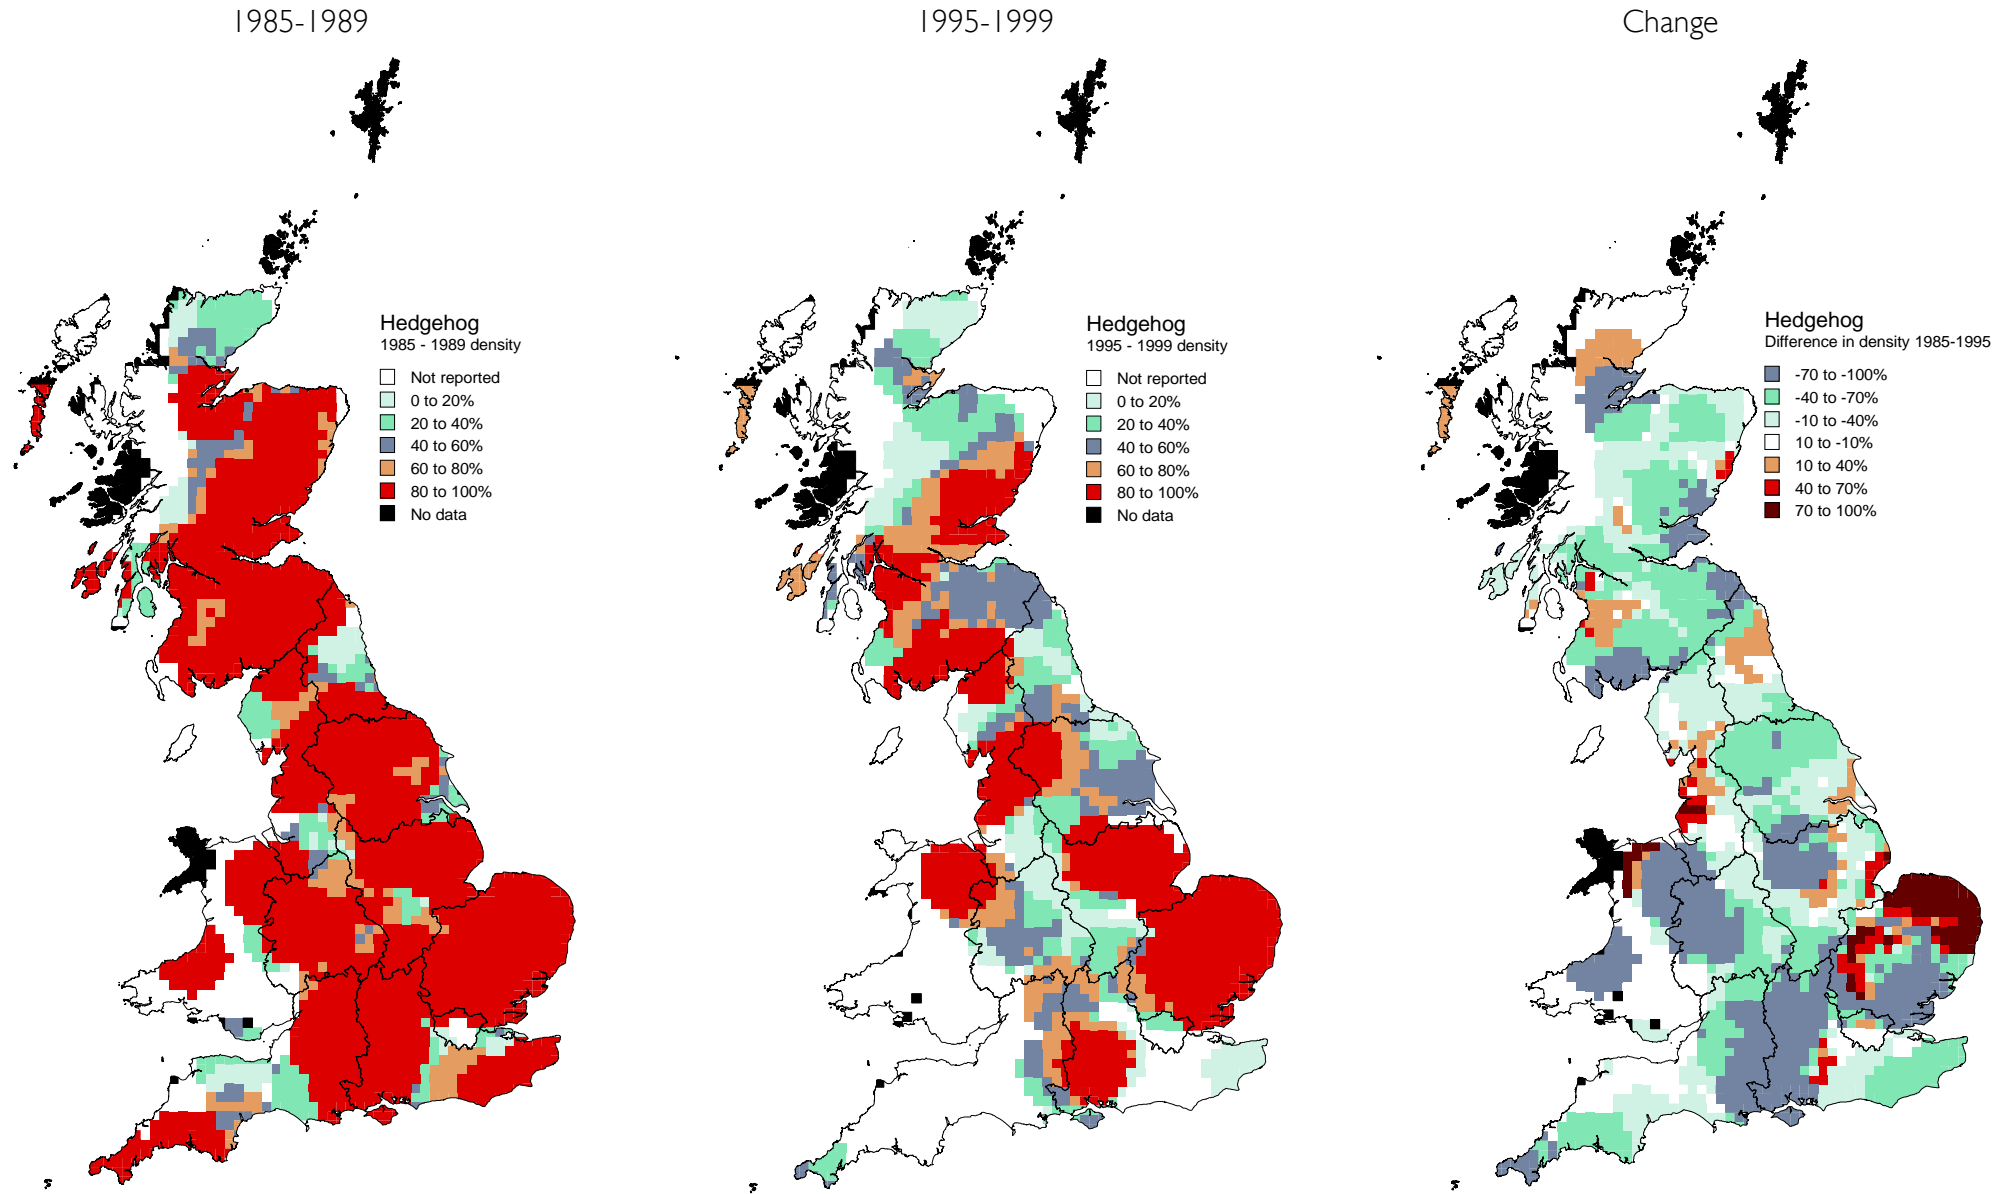 1985-1989
1995-1999
Change
Hedgehog
1985 - 1989 density
Not reported
0 to 20%
20 to 40%
40 to 60%
60 to 80%
80 to 100%
No data
Hedgehog
1995 - 1999 density
Not reported
0 to 20%
20 to 40%
40 to 60%
60 to 80%
80 to 100%
No data
Hedgehog
Difference in density 1985-1995
-70 to -100%
-40 to -70%
-10 to -40%
10 to -10%
10 to 40%
40 to 70%
70 to 100%